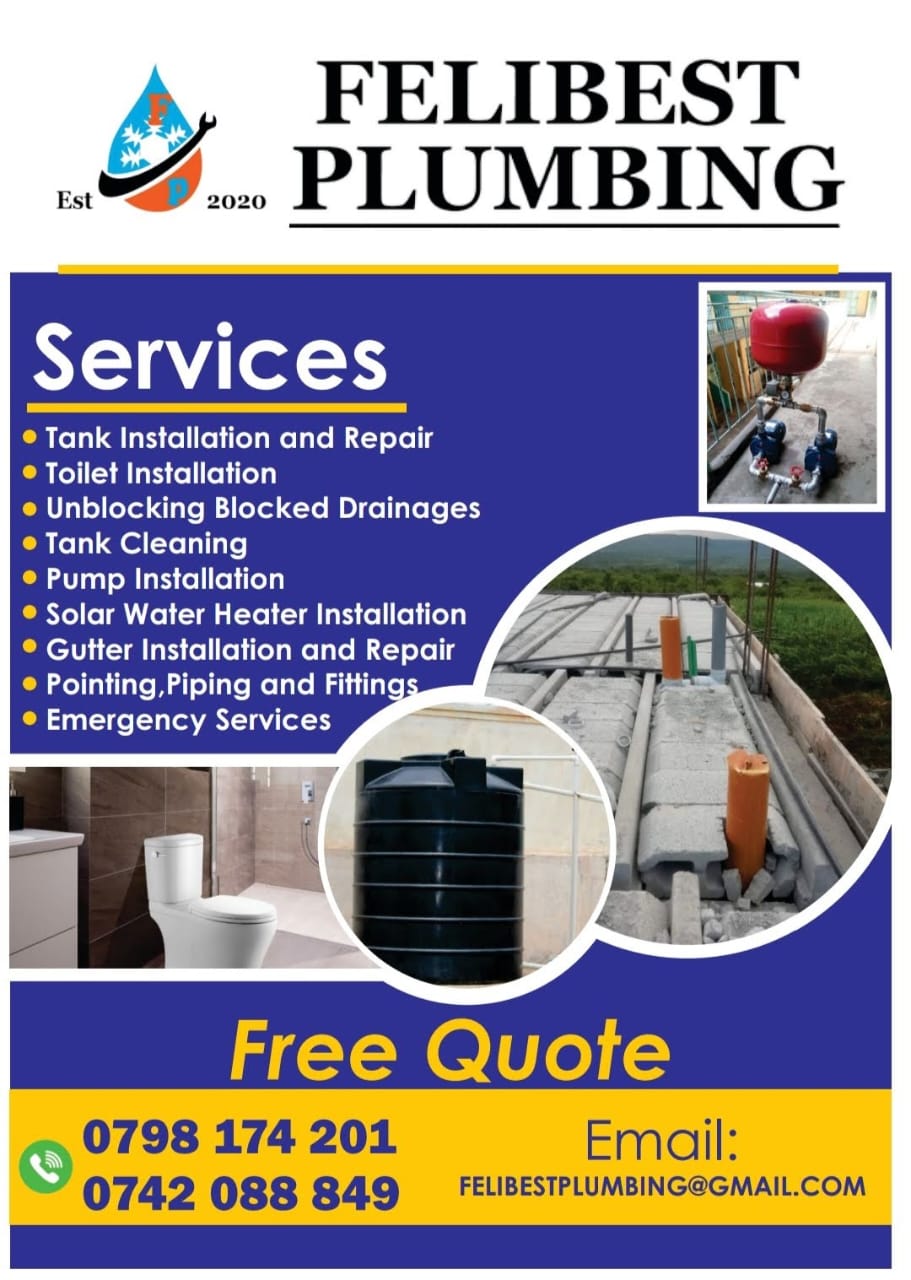 Est
F
P
2020
FELIBEST
PLUMBING
Services
Tank Installation and Repair
Toilet Installation
Unblocking Blocked Drainages
Tank Cleaning
Pump Installation
Solar Water Heater Installation
Gutter Installation and Repair
Pointing,Piping and Fittings
Emergency Services
Free Quote
0798 174 201
0742 088 849
Email:
FELIBESTPLUMBING@GMAIL.COM